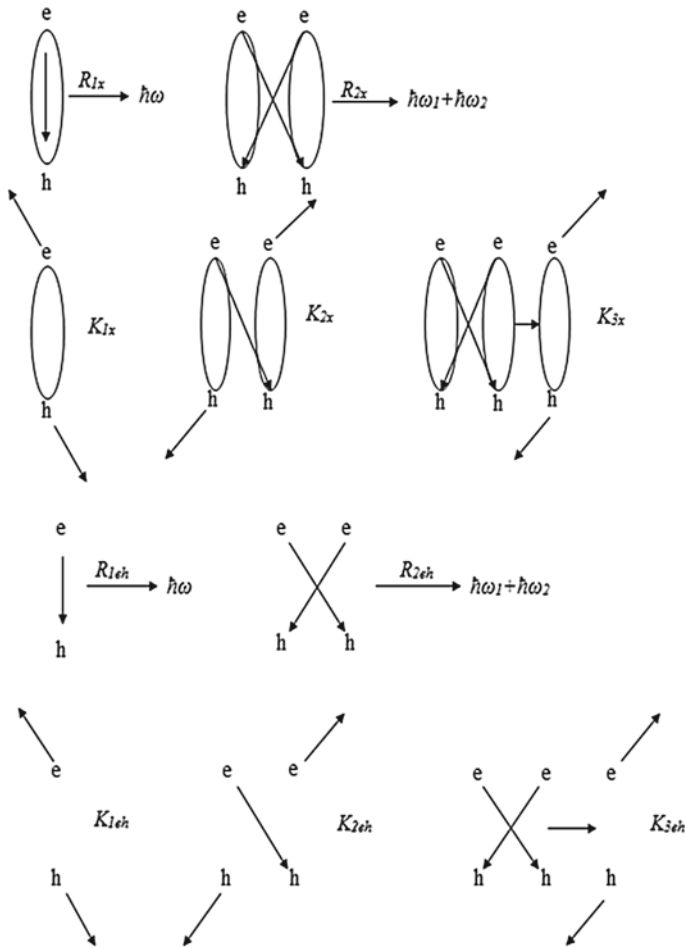 e e e
R1x ħω R2x ħω1+ħω2
h h h
e e e e e e
K1x K2x K3x
h h h h h h
e e e
R1eh ħω R2eh ħω1+ħω2
h h h
e e e e e e
K1eh K2eh K3eh
h h h h h h